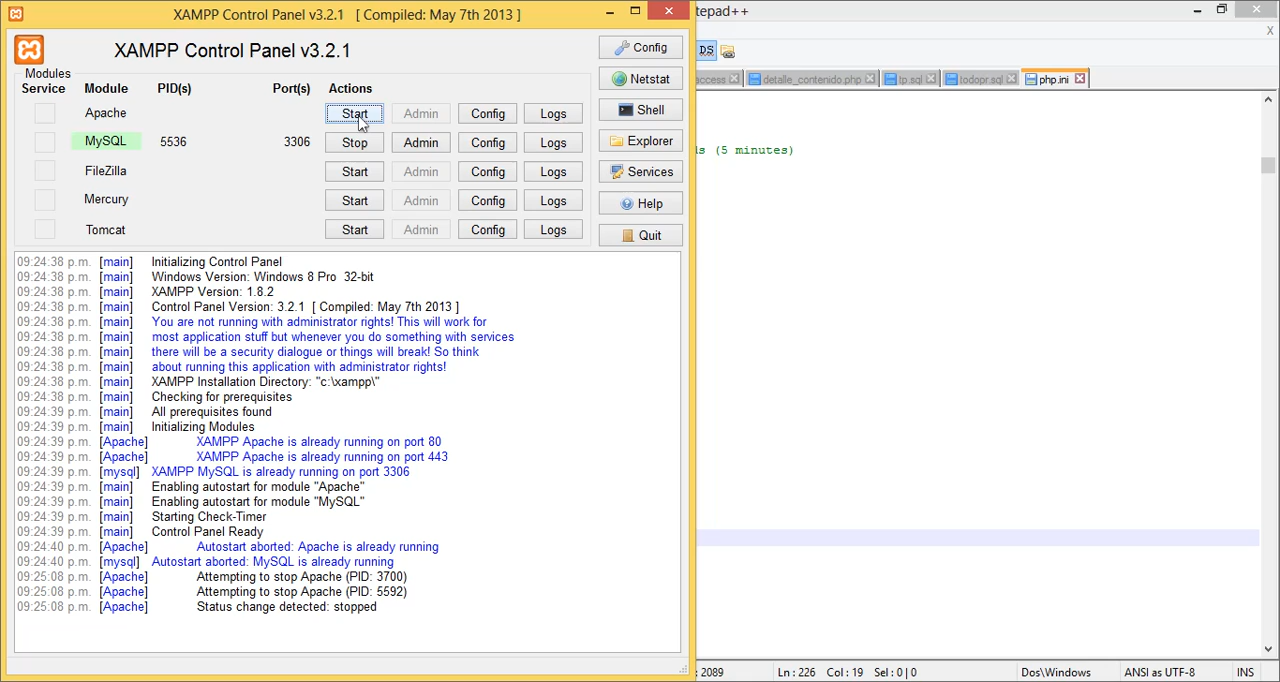 XAMPP Control Panel v3.2.1 [ Compiled: May 7th 2013 ]
tepad++
X
XAMPP Control Panel v3.2.1
Config
Modules
Service Module PID(s) Port(s) Actions
Netstat
DS
access detalle_contenido.php tp.sql todopr.sql php.ini
Apache Start Admin Config Logs
Shell
MySQL 5536 3306 Stop Admin Config Logs
Explorer
(5 minutes)
FileZilla Start Admin Config Logs
Services
Mercury Start Admin Config Logs
Help
Tomcat Start Admin Config Logs
Quit
09:24:38 p.m. [main] Initializing Control Panel
09:24:38 p.m. [main] Windows Version: Windows 8 Pro 32-bit
09:24:38 p.m. [main] XAMPP Version: 1.8.2
09:24:38 p.m. [main] Control Panel Version: 3.2.1 [ Compiled: May 7th 2013 ]
09:24:38 p.m. [main] You are not running with administrator rights! This will work for
09:24:38 p.m. [main] most application stuff but whenever you do something with services
09:24:38 p.m. [main] there will be a security dialogue or things will break! So think
09:24:38 p.m. [main] about running this application with administrator rights!
09:24:38 p.m. [main] XAMPP Installation Directory: "c:\xampp\"
09:24:38 p.m. [main] Checking for prerequisites
09:24:39 p.m. [main] All prerequisites found
09:24:39 p.m. [main] Initializing Modules
09:24:39 p.m. [Apache] XAMPP Apache is already running on port 80
09:24:39 p.m. [Apache] XAMPP Apache is already running on port 443
09:24:39 p.m. [mysql] XAMPP MySQL is already running on port 3306
09:24:39 p.m. [main] Enabling autostart for module "Apache"
09:24:39 p.m. [main] Enabling autostart for module "MySQL"
09:24:39 p.m. [main] Starting Check-Timer
09:24:39 p.m. [main] Control Panel Ready
09:24:40 p.m. [Apache] Autostart aborted: Apache is already running
09:24:40 p.m. [mysql] Autostart aborted: MySQL is already running
09:25:08 p.m. [Apache] Attempting to stop Apache (PID: 3700)
09:25:08 p.m. [Apache] Attempting to stop Apache (PID: 5592)
09:25:08 p.m. [Apache] Status change detected: stopped
: 2089 Ln : 226 Col : 19 Sel : 0 | 0 Dos\Windows ANSI as UTF-8 INS